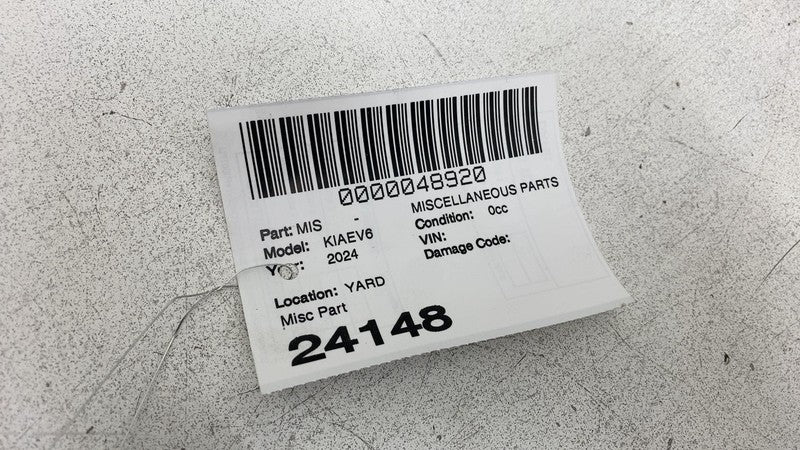 0000048920
Part: MIS - MISCELLANEOUS PARTS
Model: KIAEV6 Condition: 0cc
2024 VIN:
Damage Code:
Location: YARD
Misc Part
24148